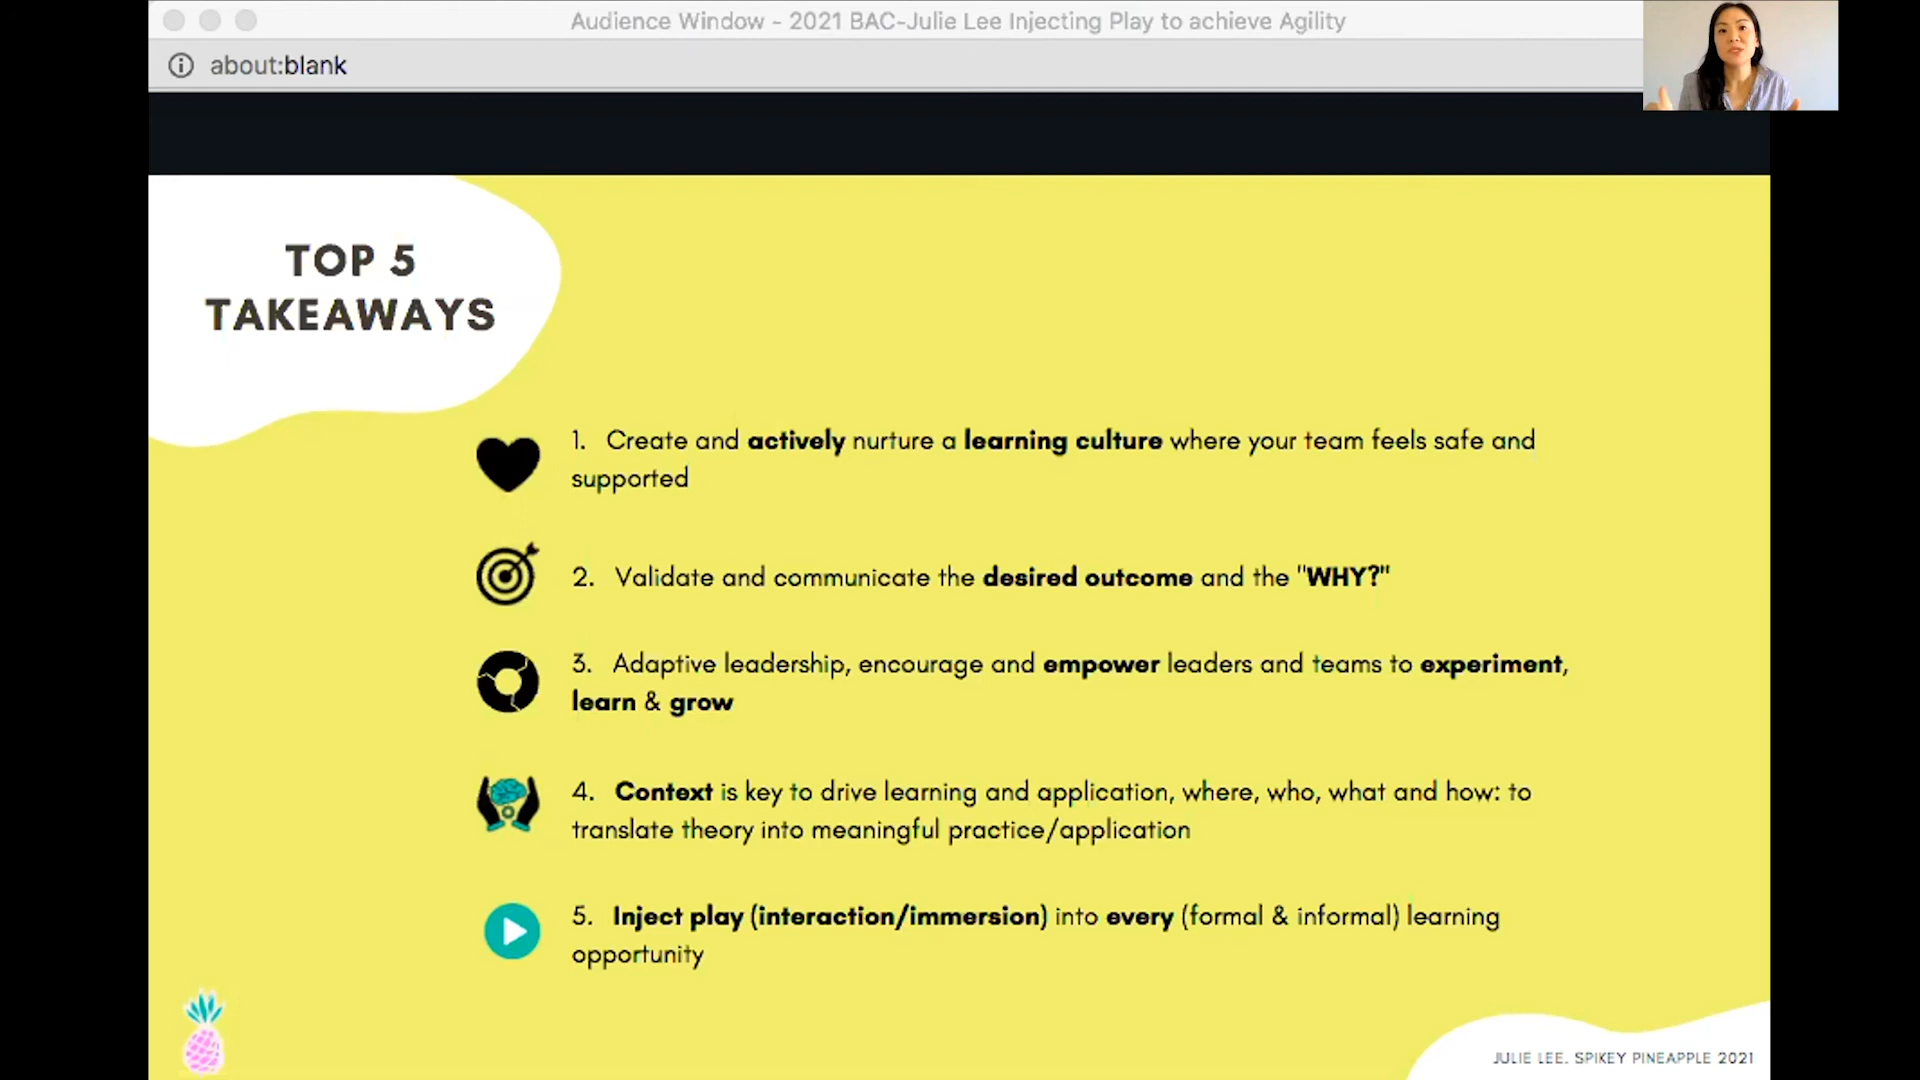 Audience Window - 2021 BAC-Julie Lee Injecting Play to achieve Agility
about:blank
TOP 5
TAKEAWAYS
1. Create and actively nurture a learning culture where your team feels safe and
supported
2. Validate and communicate the desired outcome and the "WHY?"
3. Adaptive leadership, encourage and empower leaders and teams to experiment,
learn & grow
4. Context is key to drive learning and application, where, who, what and how: to
translate theory into meaningful practice/application
5. Inject play (interaction/immersion) into every (formal & informal) learning
opportunity
JULIE LEE. SPIKEY PINEAPPLE 2021